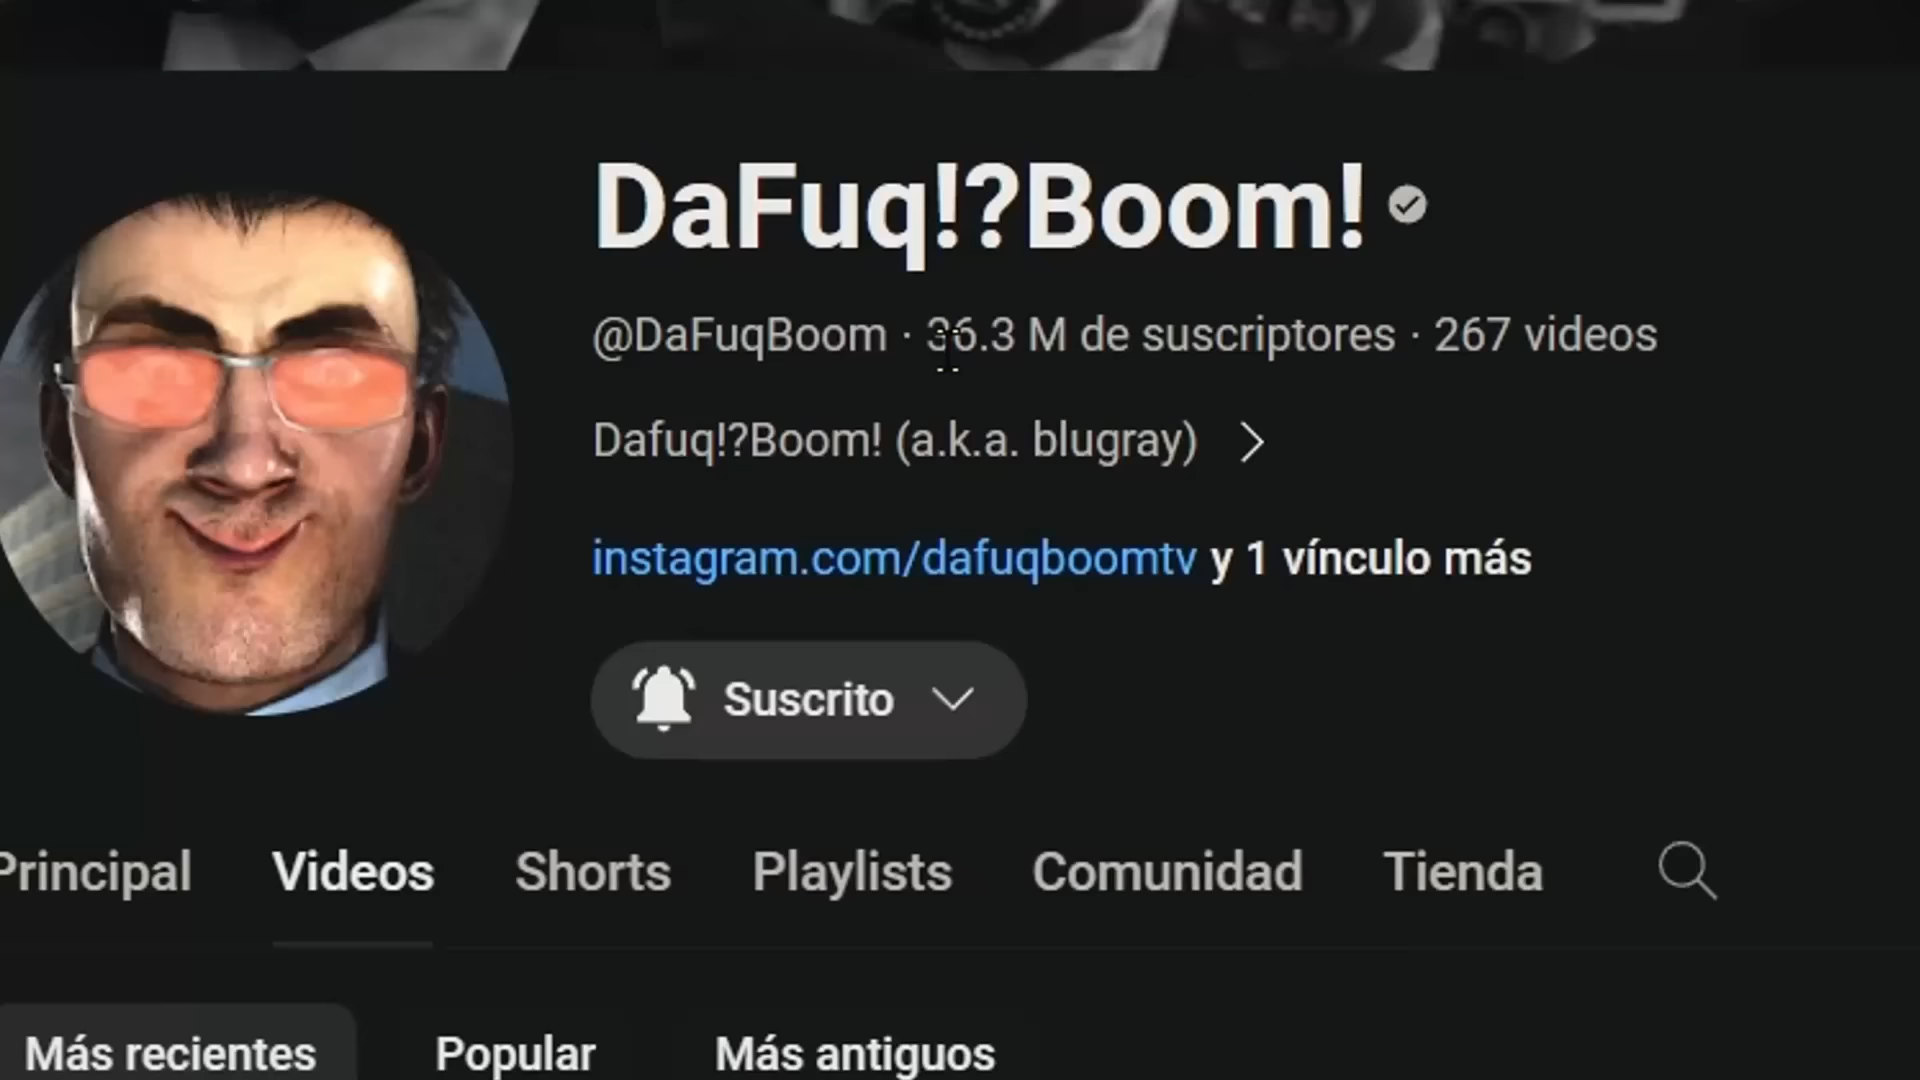 DaFuq!?Boom!
@DaFuqBoom · 36.3 M de suscriptores · 267 videos
Dafuq!?Boom! (a.k.a. blugray)
instagram.com/dafuqboomtv y 1 vínculo más
Suscrito
Principal Videos Shorts Playlists Comunidad Tienda
Más recientes Popular Más antiguos